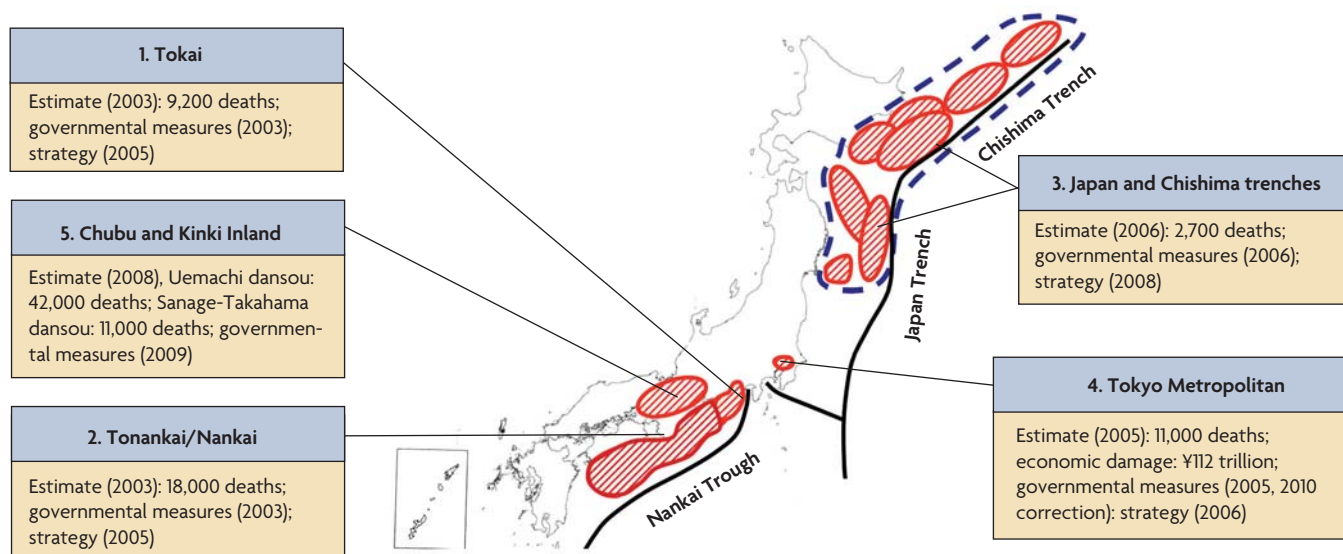 1. Tokai
Estimate (2003): 9,200 deaths;
governmental measures (2003);
strategy (2005)
5. Chubu and Kinki Inland
Estimate (2008), Uemachi dansou:
42,000 deaths; Sanage-Takahama
dansou: 11,000 deaths; governmen-
tal measures (2009)
2. Tonankai/Nankai
Estimate (2003): 18,000 deaths;
governmental measures (2003);
strategy (2005)
Nankai Trough
Japan Trench
Chishima Trench
3. Japan and Chishima trenches
Estimate (2006): 2,700 deaths;
governmental measures (2006);
strategy (2008)
4. Tokyo Metropolitan
Estimate (2005): 11,000 deaths;
economic damage: ¥112 trillion;
governmental measures (2005, 2010
correction): strategy (2006)